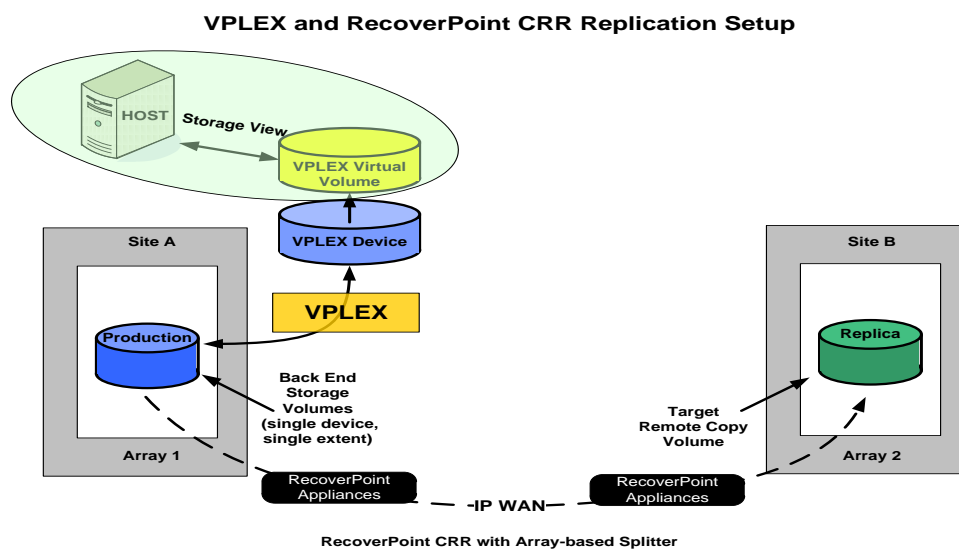 VPLEX and RecoverPoint CRR Replication Setup
HOST
Storage View
VPLEX Virtual
Volume
VPLEX Device
Site A
Site B
VPLEX
Production
Replica
Back End
Storage
Volumes
(single device,
single extent)
Target
Remote Copy
Volume
Array 1
Array 2
RecoverPoint
Appliances
IP WAN
RecoverPoint
Appliances
RecoverPoint CRR with Array-based Splitter